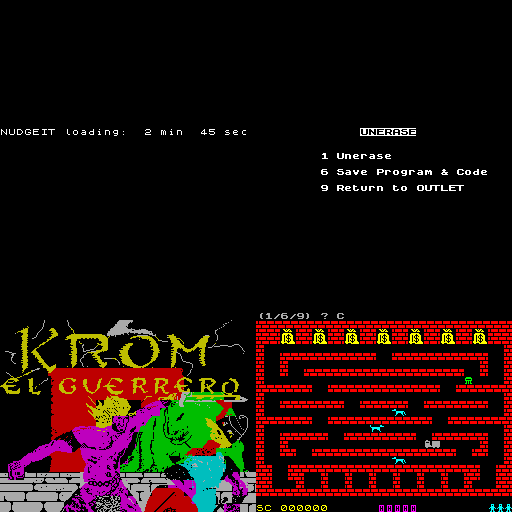 NUDGEIT loading:  2 min  45 sec
UNERASE
1 Unerase
6 Save Program & Code
9 Return to OUTLET
(1/6/9) ? C
KROM
EL GUERRERO
SC 000000